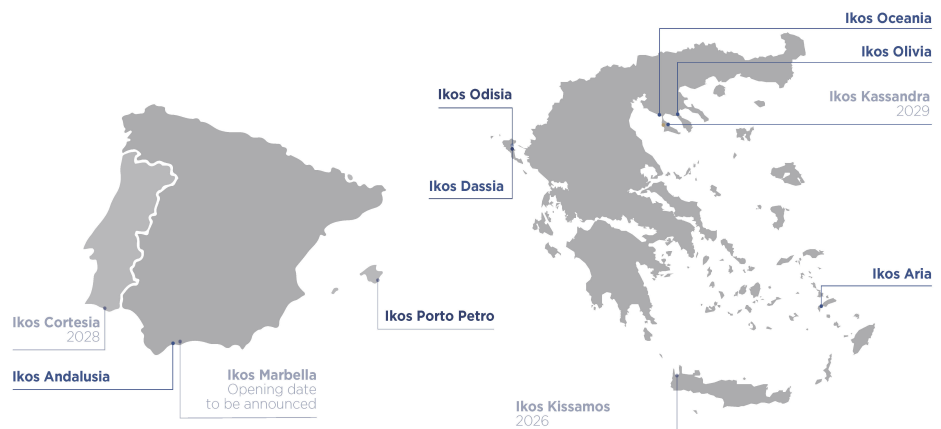 Ikos Oceania
Ikos Olivia
Ikos Kassandra
2029
Ikos Odisia
Ikos Dassia
Ikos Aria
Ikos Porto Petro
Ikos Cortesia
2028
Ikos Andalusia
Ikos Marbella
Opening date
to be announced
Ikos Kissamos
2026